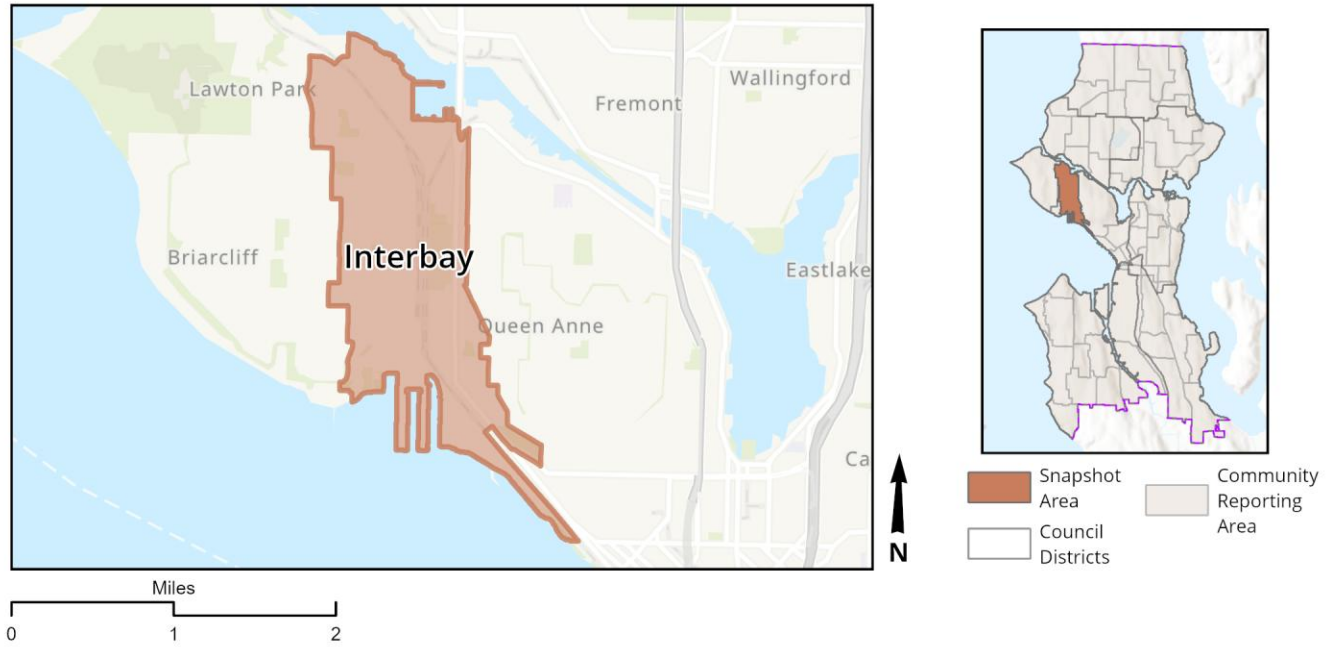 Lawton Park
Wallingford
Fremont
Interbay
Briarcliff
Eastlake
Queen Anne
Ca
N
Miles
0 1 2
Snapshot
Area
Council
Districts
Community
Reporting
Area